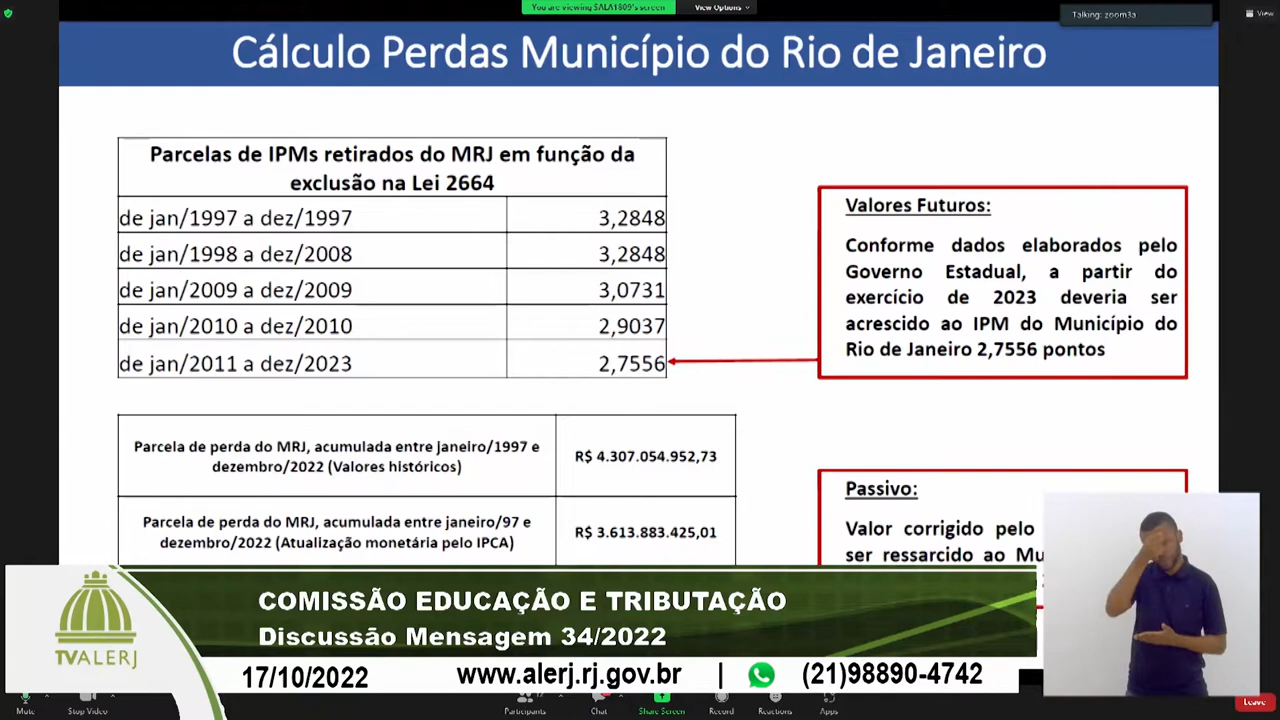 You are viewing SALA1809's screen
View Options
Talking: zoom3a
View
Cálculo Perdas Município do Rio de Janeiro
Parcelas de IPMs retirados do MRJ em função da
exclusão na Lei 2664
de jan/1997 a dez/1997 3,2848
de jan/1998 a dez/2008 3,2848
de jan/2009 a dez/2009 3,0731
de jan/2010 a dez/2010 2,9037
de jan/2011 a dez/2023 2,7556
Valores Futuros:
Conforme dados elaborados pelo
Governo Estadual, a partir do
exercício de 2023 deveria ser
acrescido ao IPM do Município do
Rio de Janeiro 2,7556 pontos
Parcela de perda do MRJ, acumulada entre janeiro/1997 e
dezembro/2022 (Valores históricos)
R$ 4.307.054.952,73
Parcela de perda do MRJ, acumulada entre janeiro/97 e
dezembro/2022 (Atualização monetária pelo IPCA)
R$ 3.613.883.425,01
Passivo:
Valor corrigido pelo
ser ressarcido ao
COMISSÃO EDUCAÇÃO E TRIBUTAÇÃO
Discussão Mensagem 34/2022
TVALERJ
17/10/2022 www.alerj.rj.gov.br | (21)98890-4742
Mute
Stop Video
Participants
Chat
Share Screen
Record
Reactions
Apps
Leave